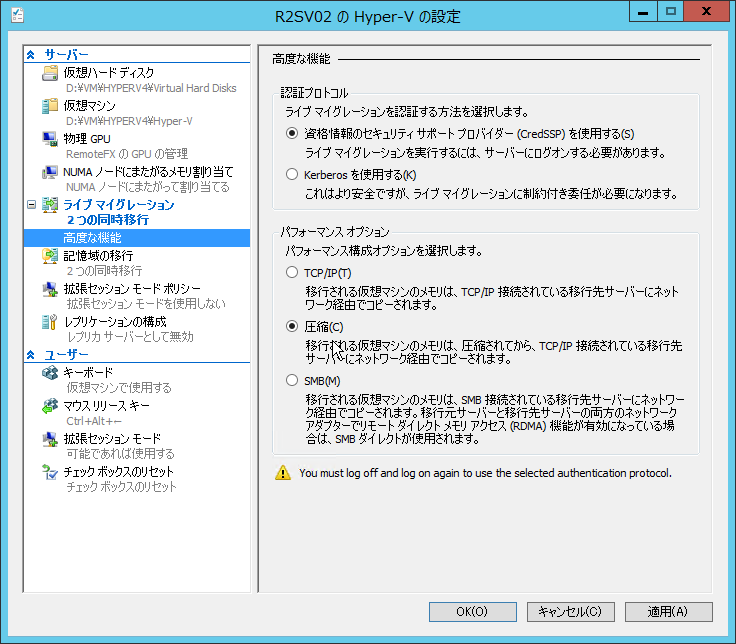 R2SV02 の Hyper-V の設定
サーバー
仮想ハード ディスク
D:¥VM¥HYPERV4¥Virtual Hard Disks
仮想マシン
D:¥VM¥HYPERV4¥Hyper-V
物理 GPU
RemoteFX の GPU の管理
NUMA ノードにまたがるメモリ割り当て
NUMA ノードにまたがって割り当てる
ライブ マイグレーション
2 つの同時移行
高度な機能
記憶域の移行
2 つの同時移行
拡張セッション モード ポリシー
拡張セッション モードを使用しない
レプリケーションの構成
レプリカ サーバーとして無効
ユーザー
キーボード
仮想マシンで使用する
マウス リリース キー
Ctrl+Alt+←
拡張セッション モード
可能であれば使用する
チェック ボックスのリセット
チェック ボックスのリセット
高度な機能
認証プロトコル
ライブ マイグレーションを認証する方法を選択します。
資格情報のセキュリティ サポート プロバイダー (CredSSP) を使用する(S)
ライブ マイグレーションを実行するには、サーバーにログオンする必要があります。
Kerberos を使用する(K)
これはより安全ですが、ライブ マイグレーションに制約付き委任が必要になります。
パフォーマンス オプション
パフォーマンス構成オプションを選択します。
TCP/IP(T)
移行される仮想マシンのメモリは、TCP/IP 接続されている移行先サーバーにネット
ワーク経由でコピーされます。
圧縮(C)
移行される仮想マシンのメモリは、圧縮されてから、TCP/IP 接続されている移行先
サーバーにネットワーク経由でコピーされます。
SMB(M)
移行される仮想マシンのメモリは、SMB 接続されている移行先サーバーにネットワー
ク経由でコピーされます。移行元サーバーと移行先サーバーの両方のネットワーク
アダプターでリモート ダイレクト メモリ アクセス (RDMA) 機能が有効になっている場
合は、SMB ダイレクトが使用されます。
You must log off and log on again to use the selected authentication protocol.
OK(O)
キャンセル(C)
適用(A)